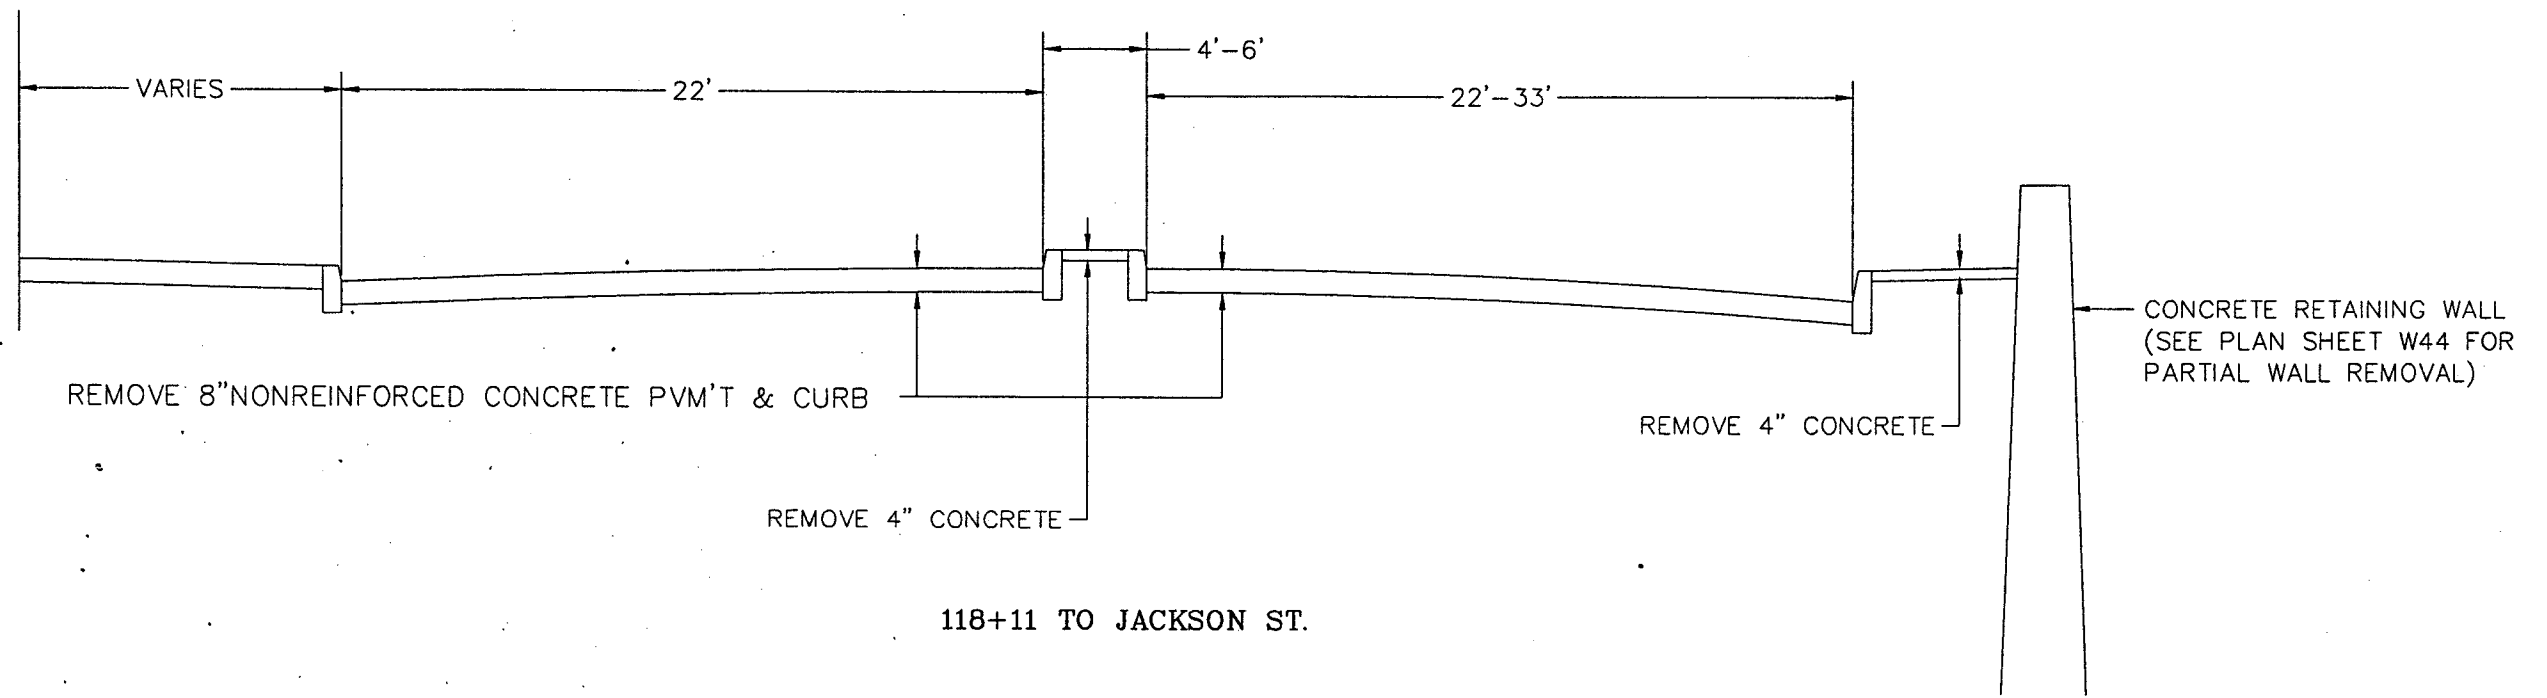 4'-6'
VARIES
22'
22'-33'
CONCRETE RETAINING WALL
(SEE PLAN SHEET W44 FOR
PARTIAL WALL REMOVAL)
REMOVE 8"NONREINFORCED CONCRETE PVM'T & CURB
REMOVE 4" CONCRETE
REMOVE 4" CONCRETE
118+11 TO JACKSON ST.